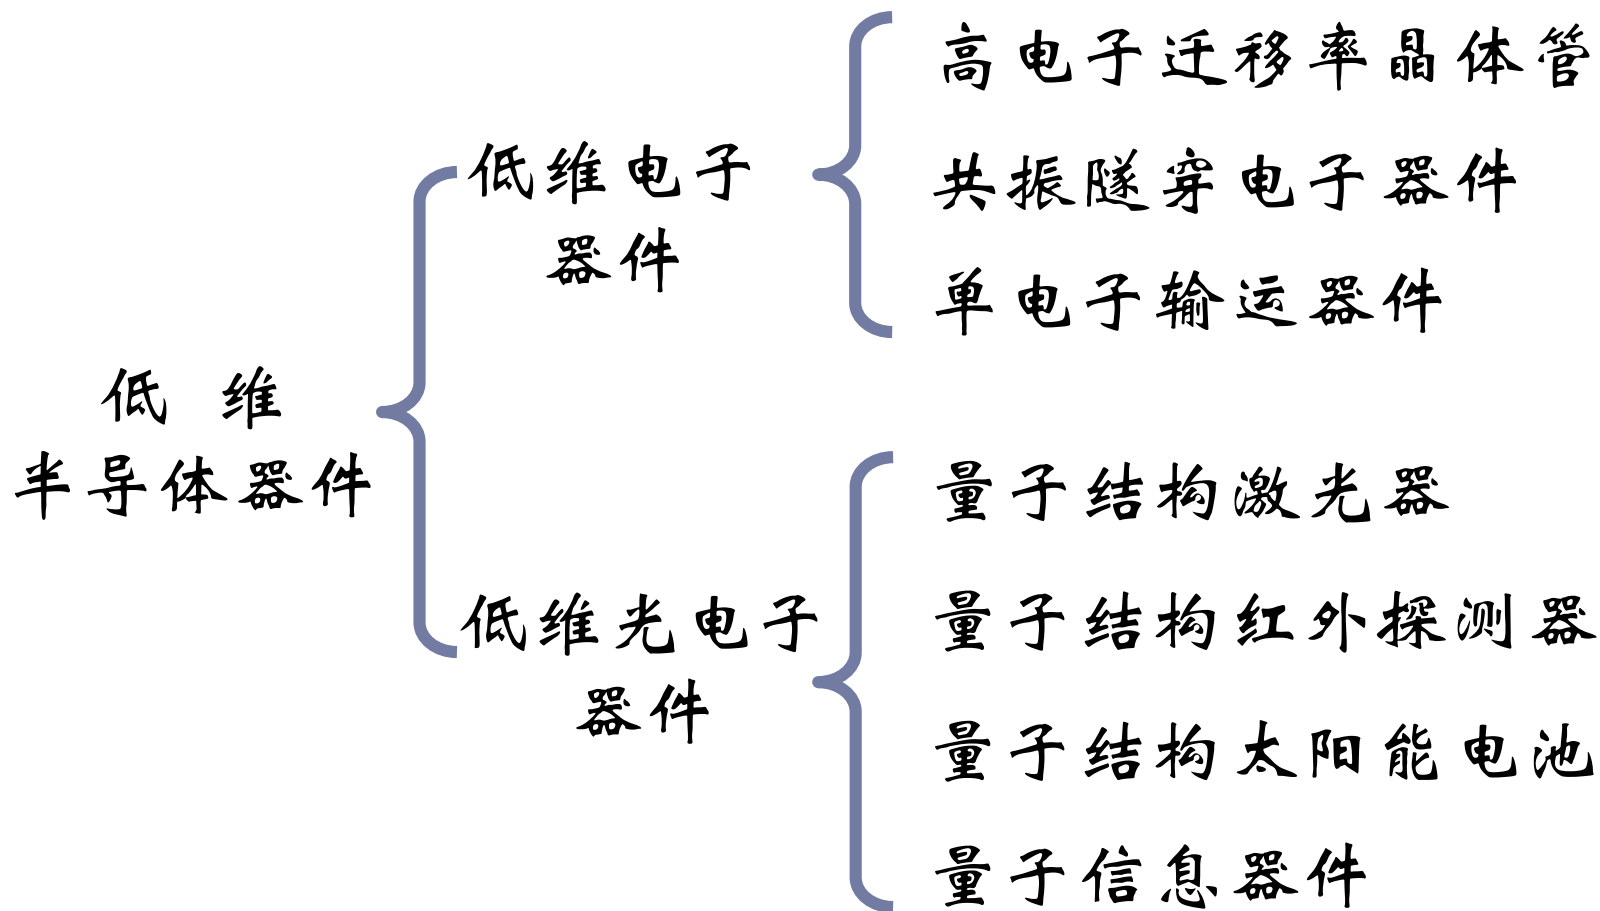 低维
半导体器件
低维电子
器件
高电子迁移率晶体管
共振隧穿电子器件
单电子输运器件
低维光电子
器件
量子结构激光器
量子结构红外探测器
量子结构太阳能电池
量子信息器件